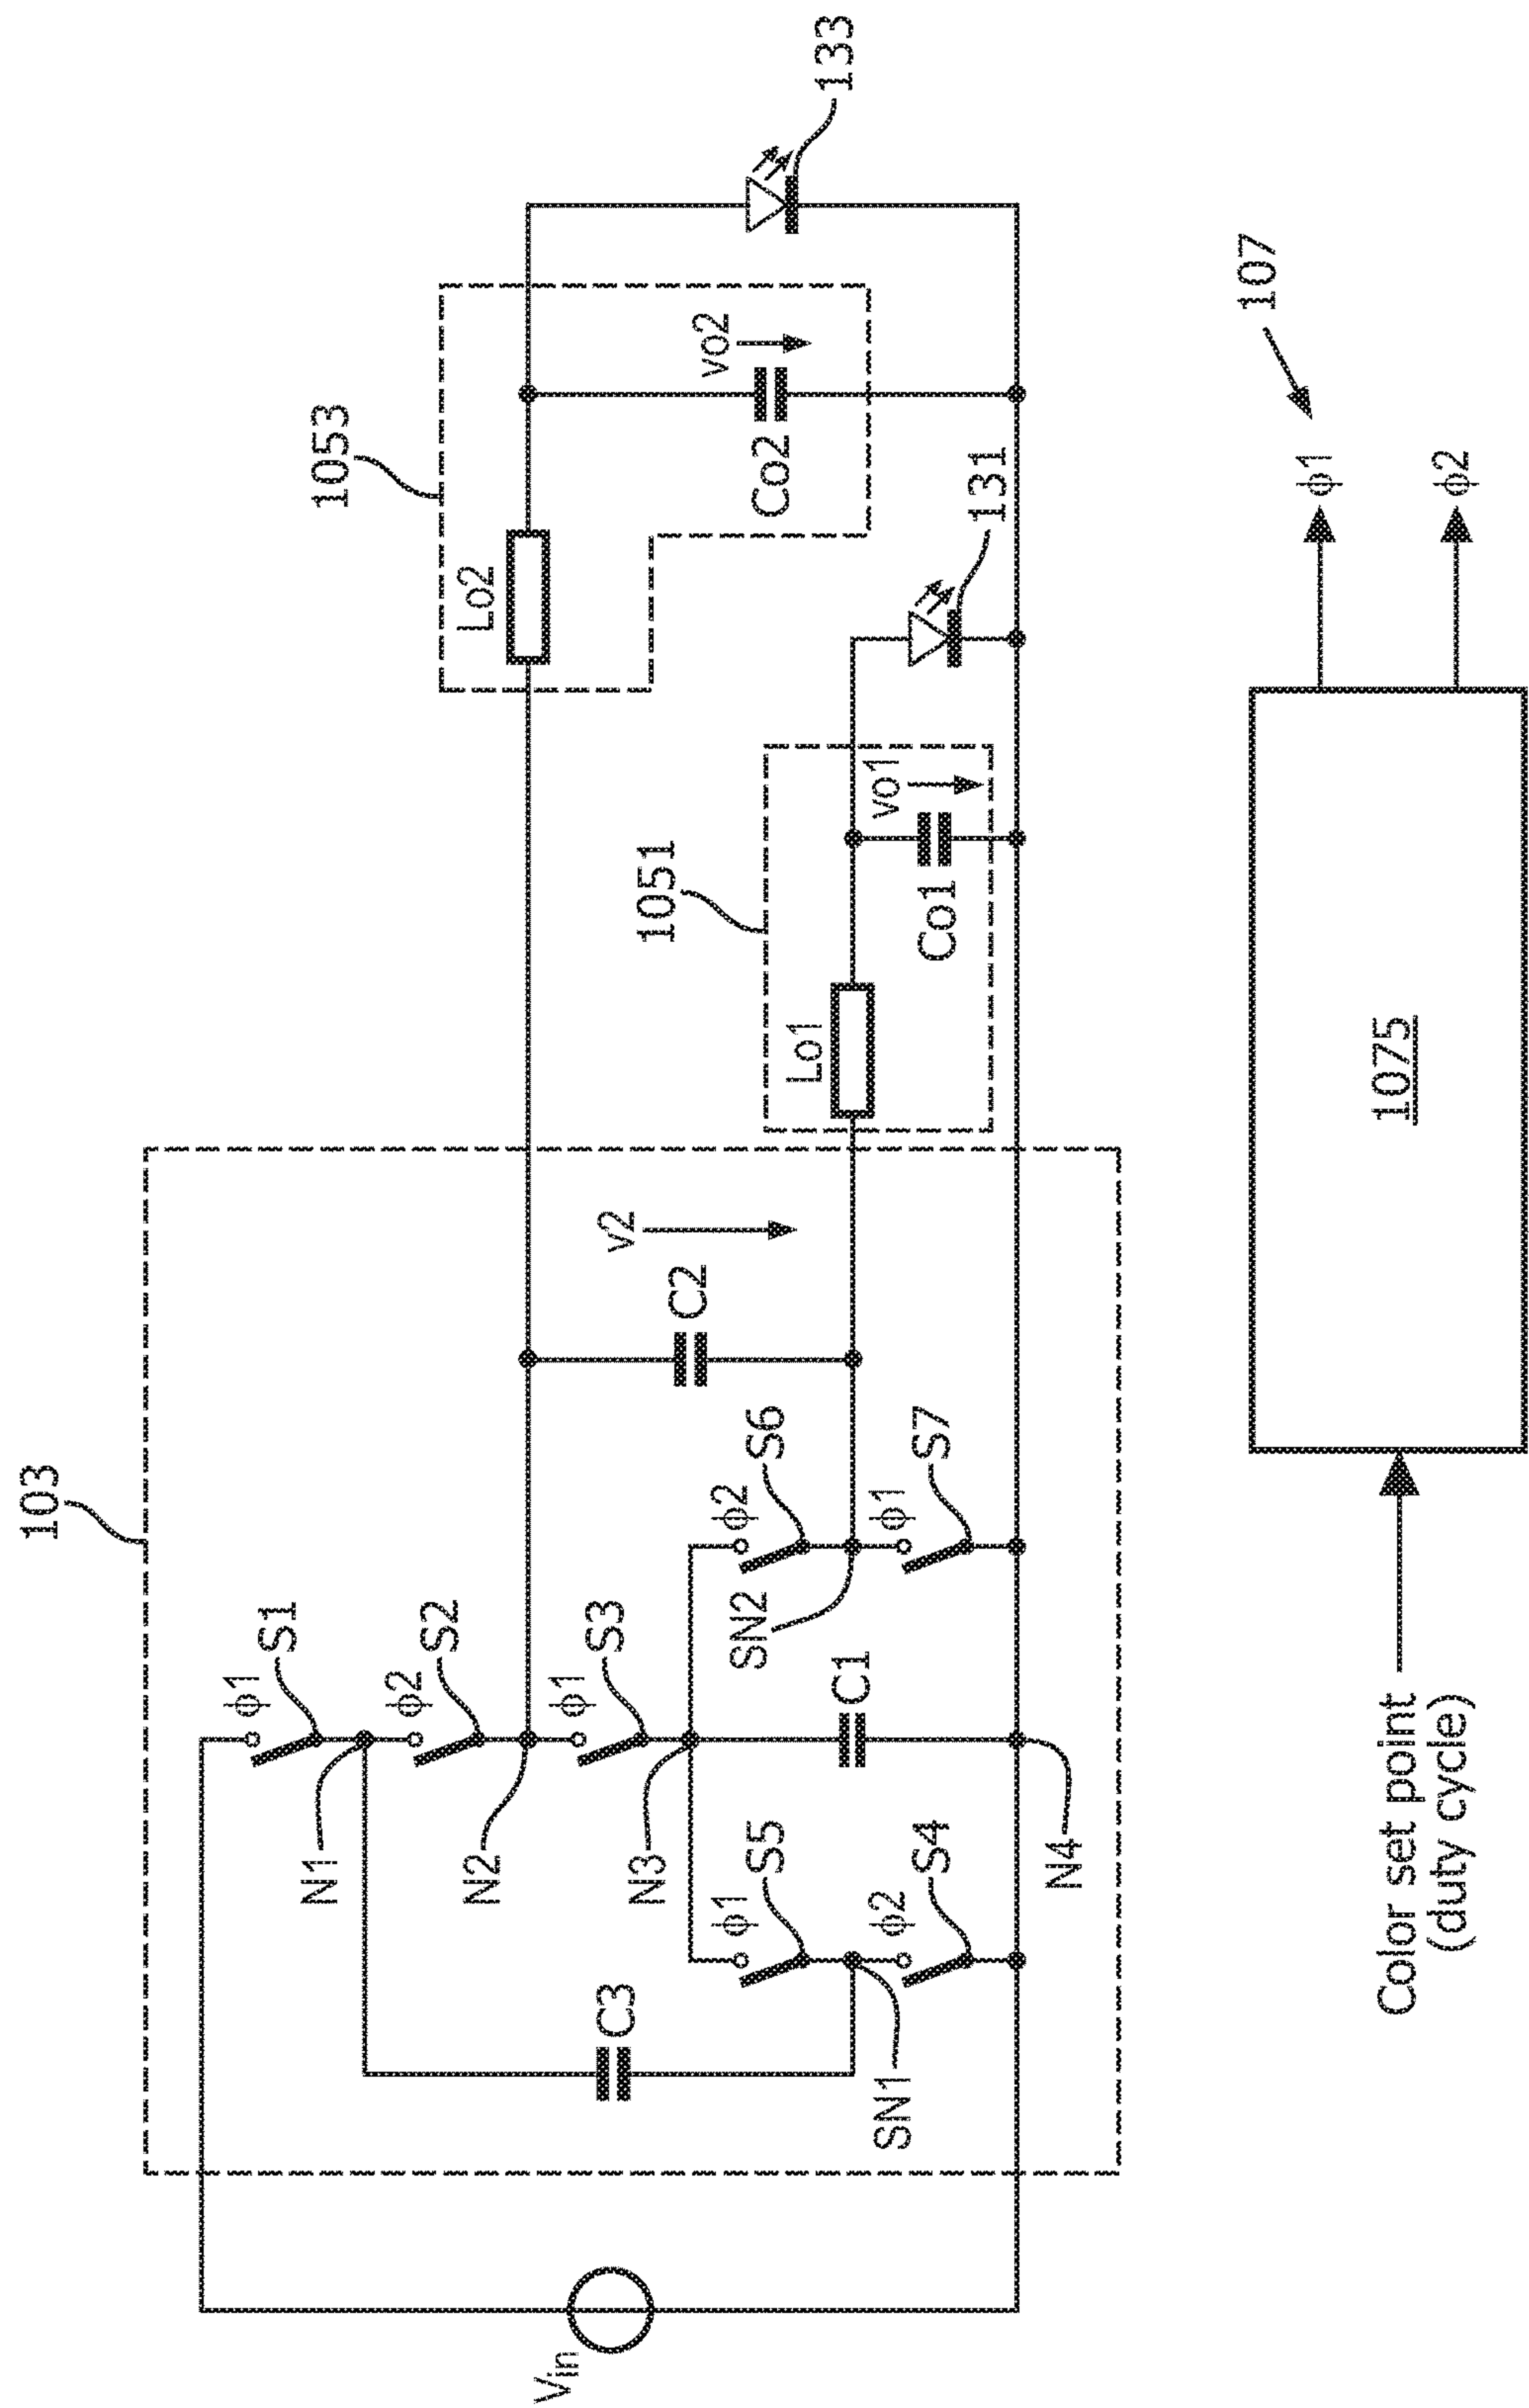 103
1053
133
S1
ϕ1
N1
S2
ϕ2
N2
S3
ϕ1
N3
v2
C2
Lo2
vo2
Co2
C3
ϕ1
S5
ϕ2
S6
SN2
C1
1051
Lo1
131
vo1
Co1
SN1
ϕ2
S4
ϕ1
S7
N4
Vin
107
Color set point
(duty cycle)
1075
ϕ1
ϕ2